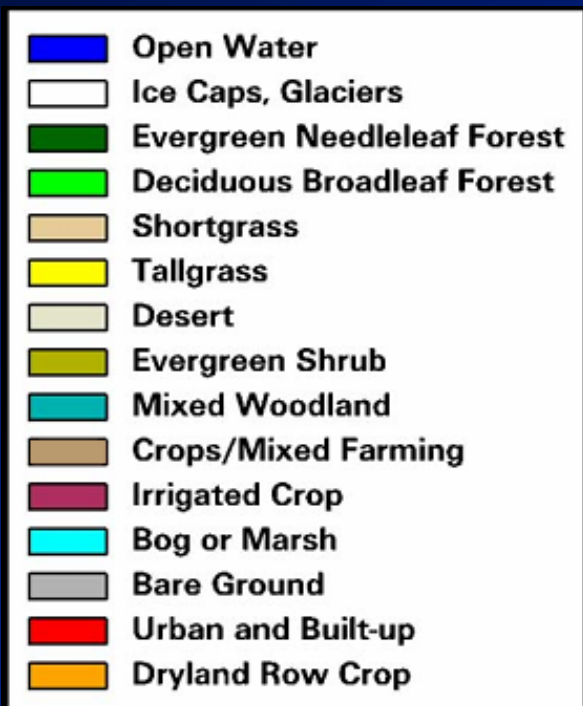 Open Water
Ice Caps, Glaciers
Evergreen Needleleaf Forest
Deciduous Broadleaf Forest
Shortgrass
Tallgrass
Desert
Evergreen Shrub
Mixed Woodland
Crops/Mixed Farming
Irrigated Crop
Bog or Marsh
Bare Ground
Urban and Built-up
Dryland Row Crop